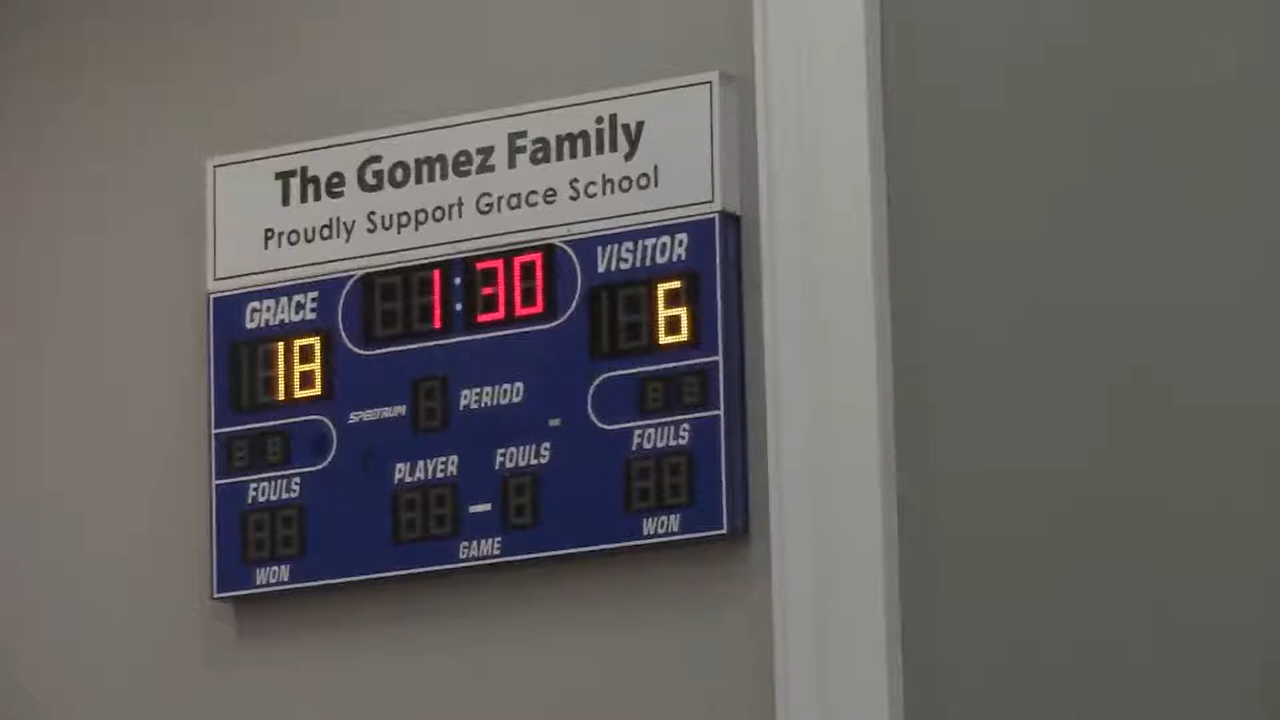 The Gomez Family
Proudly Support Grace School
GRACE
1:30
VISITOR
18
6
SPECTRUM
PERIOD
FOULS
PLAYER
FOULS
FOULS
WON
GAME
WON